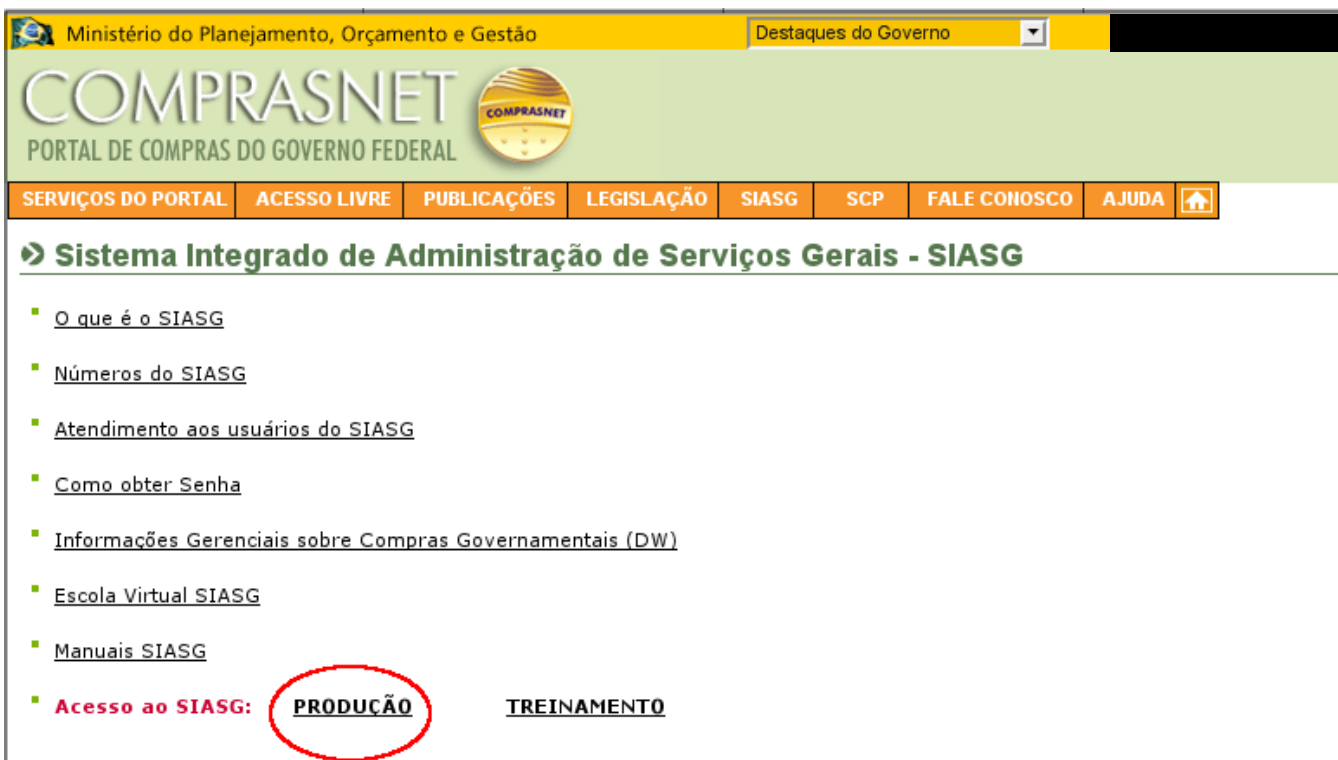 Ministério do Planejamento, Orçamento e Gestão
Destaques do Governo
COMPRASNET
COMPRASNET
PORTAL DE COMPRAS DO GOVERNO FEDERAL
SERVIÇOS DO PORTAL ACESSO LIVRE PUBLICAÇÕES LEGISLAÇÃO SIASG SCP FALE CONOSCO AJUDA
Sistema Integrado de Administração de Serviços Gerais - SIASG
O que é o SIASG
Números do SIASG
Atendimento aos usuários do SIASG
Como obter Senha
Informações Gerenciais sobre Compras Governamentais (DW)
Escola Virtual SIASG
Manuais SIASG
Acesso ao SIASG: PRODUÇÃO TREINAMENTO